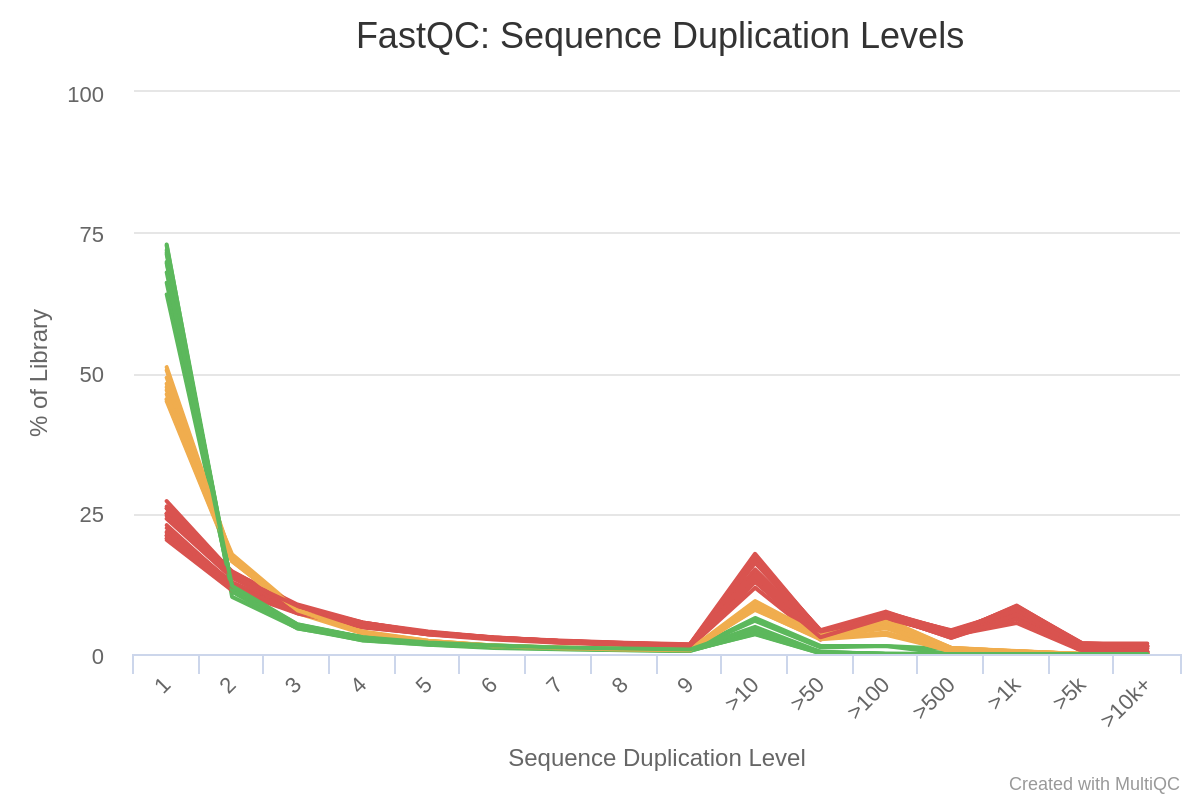 FastQC: Sequence Duplication Levels
100
75
50
25
0
% of Library
1
2
3
4
5
6
7
8
9
>10
>50
>100
>500
>1k
>5k
>10k+
Sequence Duplication Level
Created with MultiQC